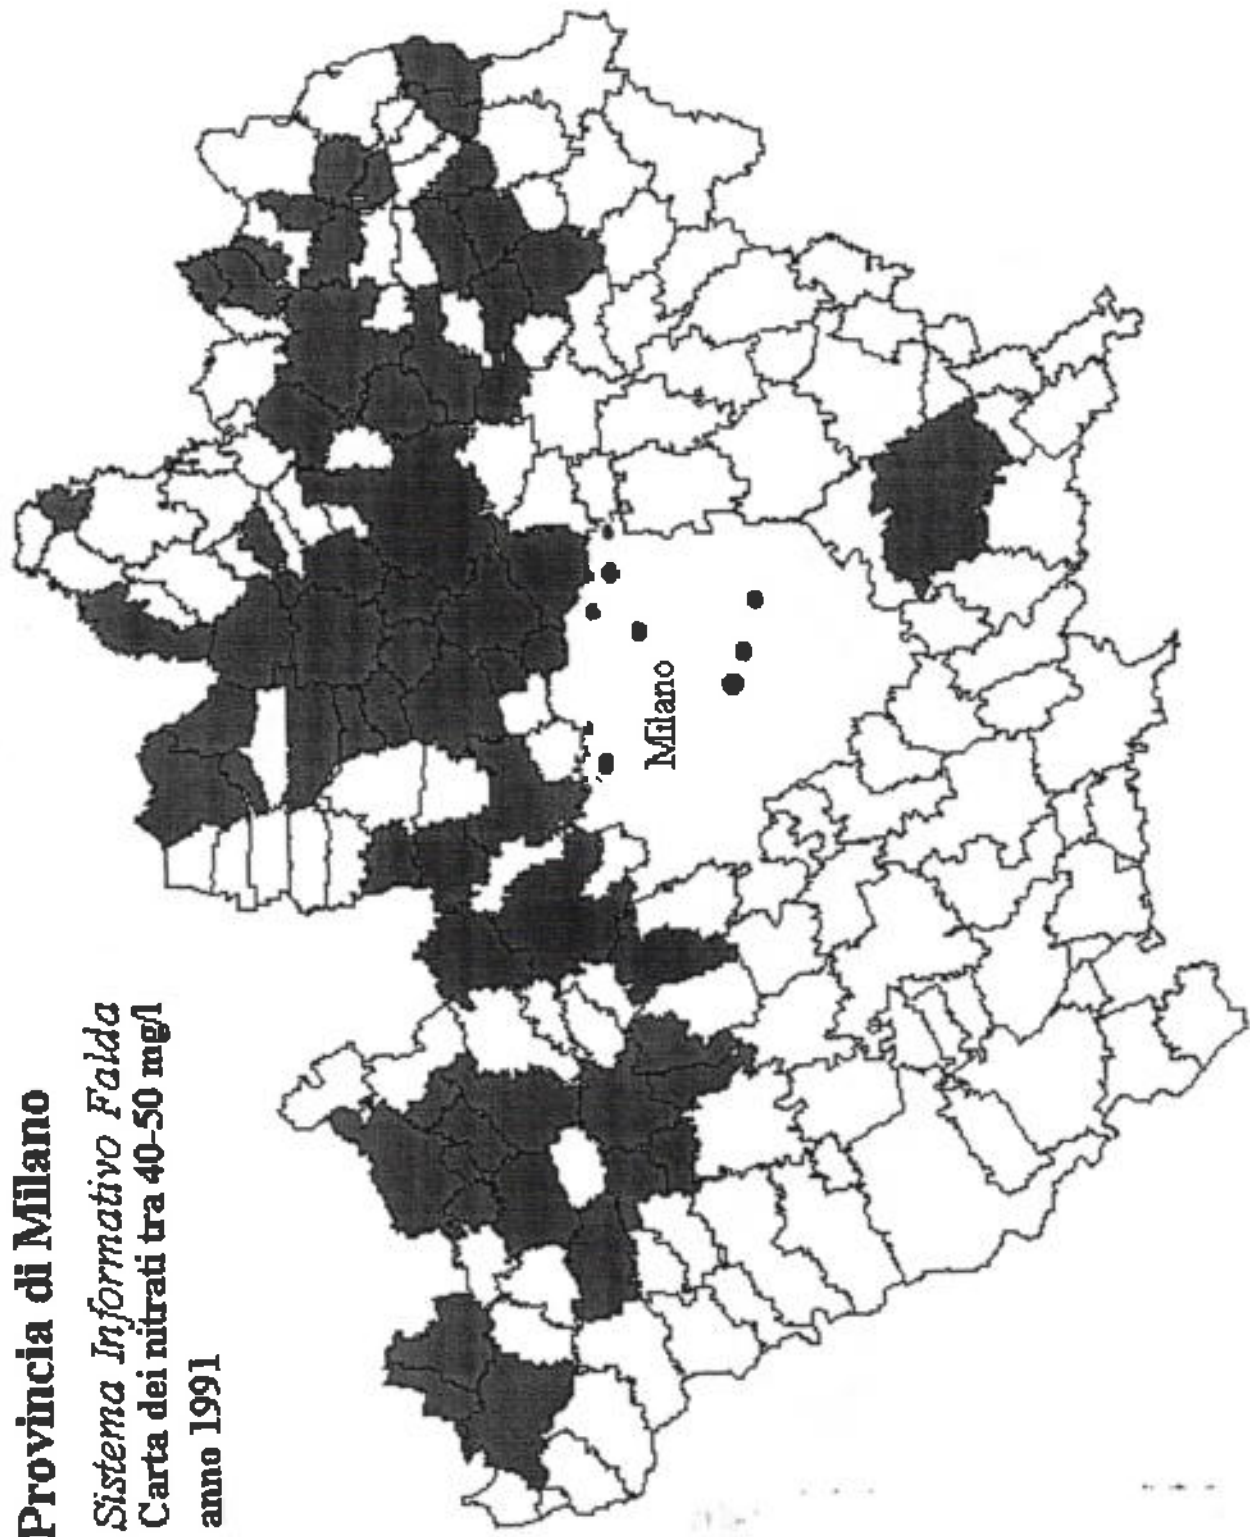 Provincia di Milano
Sistema Informativo Falda
Carta dei nitrati tra 40-50 mg/l
anno 1991
Milano